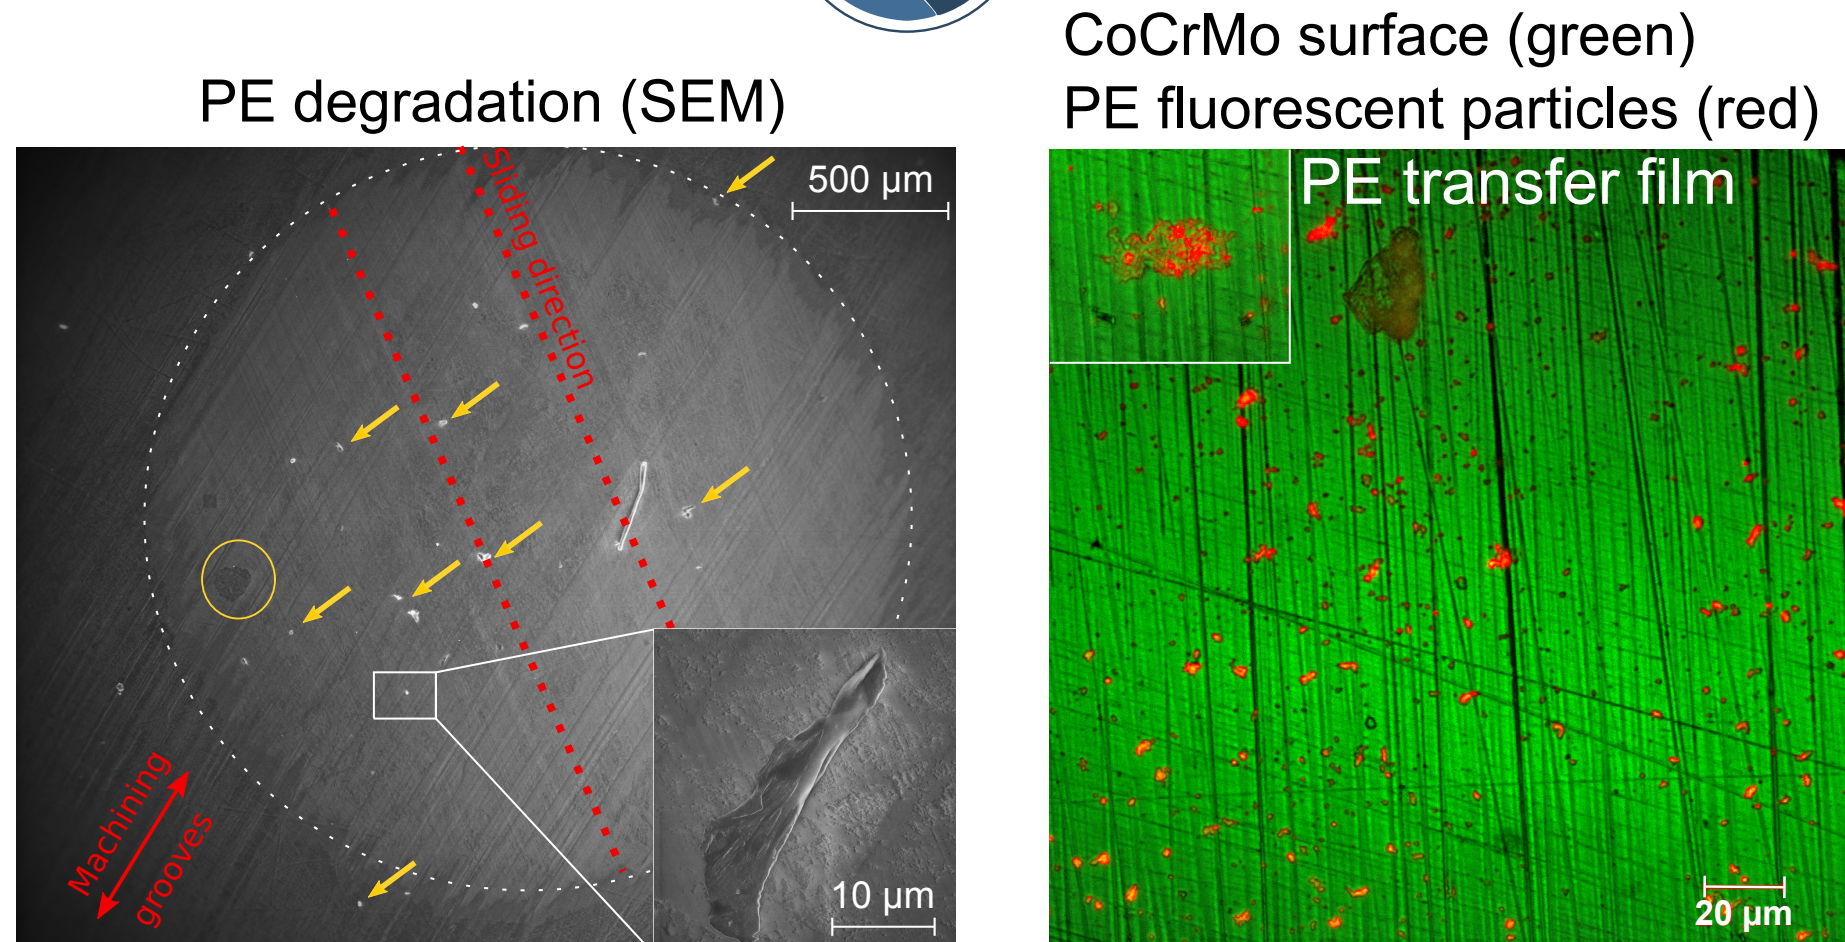 PE degradation (SEM)
500 µm
Sliding direction
Machining
grooves
10 µm
CoCrMo surface (green)
PE fluorescent particles (red)
PE transfer film
20 µm